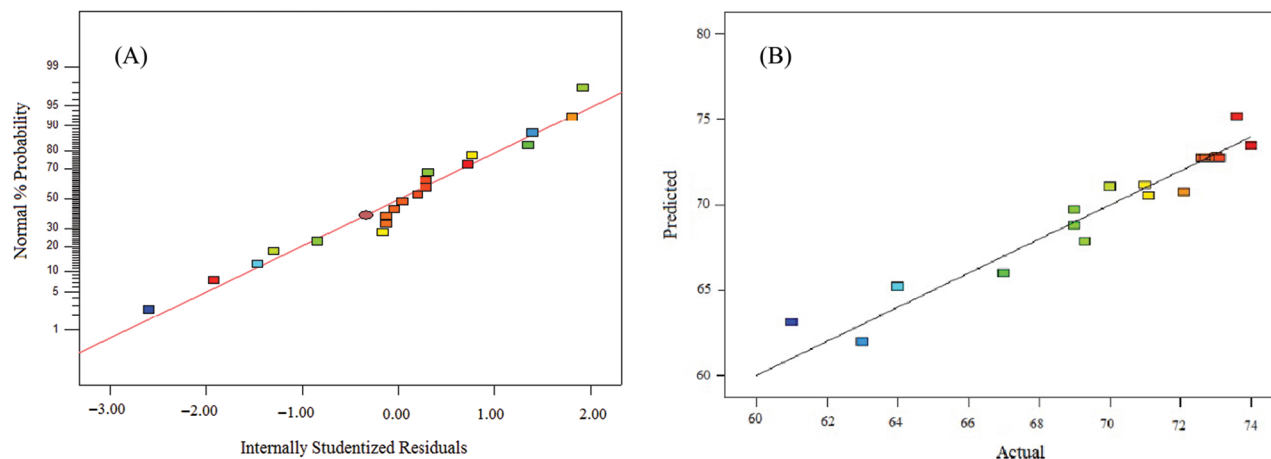 (A)
Normal % Probability
99
95
90
80
70
50
30
20
10
5
1
−3.00 −2.00 −1.00 0.00 1.00 2.00
Internally Studentized Residuals
(B)
Predicted
80
75
70
65
60
60 62 64 66 68 70 72 74
Actual